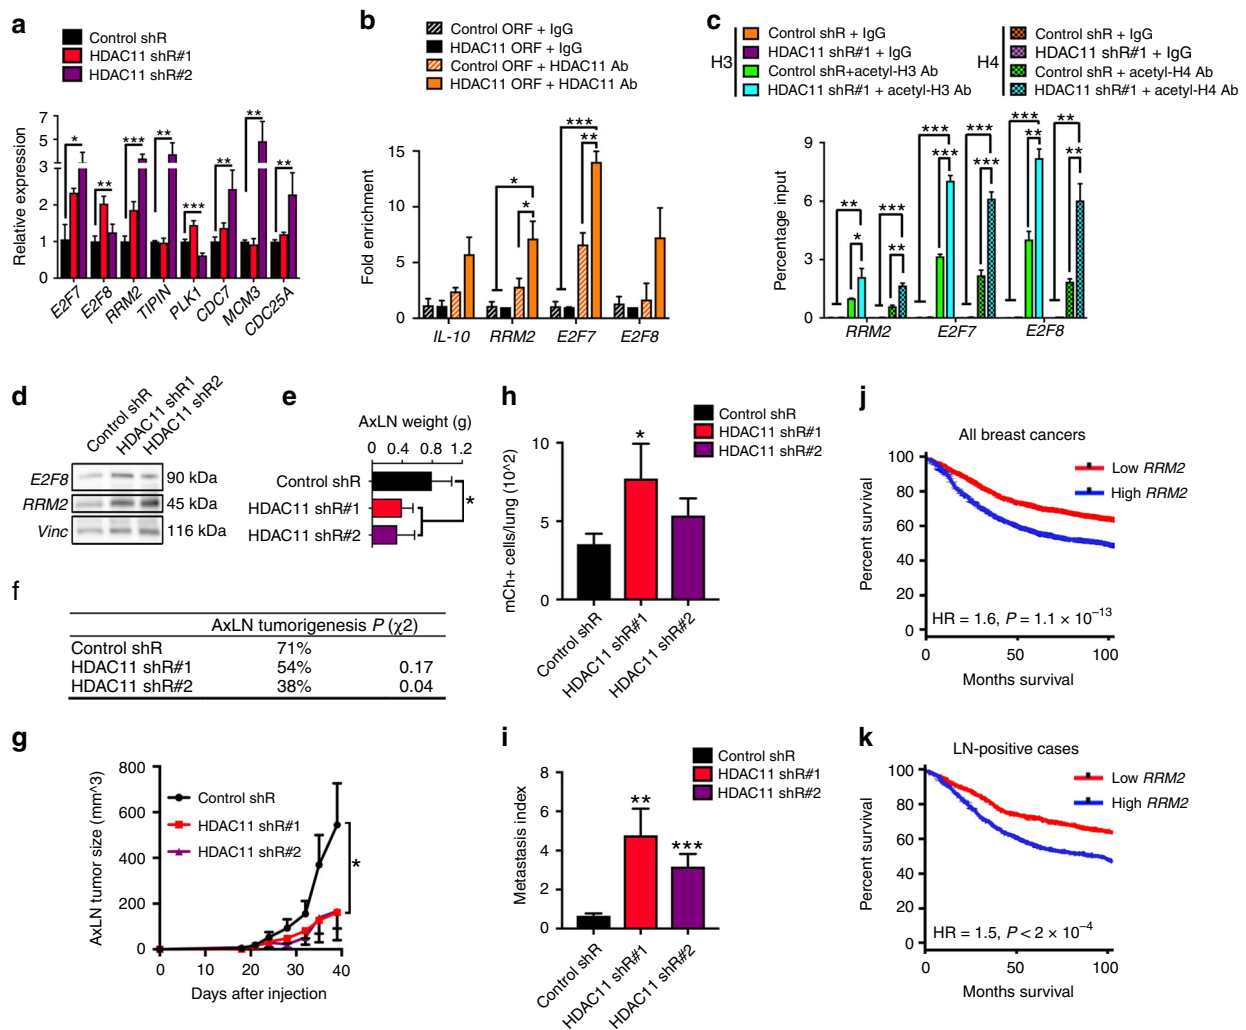 a
Control shR
HDAC11 shR#1
HDAC11 shR#2
Relative expression
7
5
3
2
1
0
*
**
***
**
***
**
**
**
E2F7
E2F8
RRM2
TIPIN
PLK1
CDC7
MCM3
CDC25A
b
Control ORF + IgG
HDAC11 ORF + IgG
Control ORF + HDAC11 Ab
HDAC11 ORF + HDAC11 Ab
Fold enrichment
15
10
5
0
*
*
***
**
IL-10
RRM2
E2F7
E2F8
c
H3
Control shR + IgG
HDAC11 shR#1 + IgG
Control shR+acetyl-H3 Ab
HDAC11 shR#1 + acetyl-H3 Ab
H4
Control shR + IgG
HDAC11 shR#1 + IgG
Control shR + acetyl-H4 Ab
HDAC11 shR#1 + acetyl-H4 Ab
Percentage input
9
6
3
0
**
*
***
**
***
***
***
***
***
**
**
**
RRM2
E2F7
E2F8
d
Control shR
HDAC11 shR1
HDAC11 shR2
E2F8
90 kDa
RRM2
45 kDa
Vinc
116 kDa
e
AxLN weight (g)
0 0.4 0.8 1.2
Control shR
HDAC11 shR#1
HDAC11 shR#2
*
f
AxLN tumorigenesis P (χ2)
Control shR 71%
HDAC11 shR#1 54% 0.17
HDAC11 shR#2 38% 0.04
g
AxLN tumor size (mm^3)
800
600
400
200
0
Control shR
HDAC11 shR#1
HDAC11 shR#2
*
0 10 20 30 40
Days after injection
h
Control shR
HDAC11 shR#1
HDAC11 shR#2
mCh+ cells/lung (10^2)
10
5
0
*
Control shR
HDAC11 shR#1
HDAC11 shR#2
i
Control shR
HDAC11 shR#1
HDAC11 shR#2
Metastasis index
8
6
4
2
0
**
***
Control shR
HDAC11 shR#1
HDAC11 shR#2
j
All breast cancers
Low RRM2
High RRM2
Percent survival
100
80
60
40
20
0
HR = 1.6, P = 1.1 × 10−13
0 50 100
Months survival
k
LN-positive cases
Low RRM2
High RRM2
Percent survival
100
80
60
40
20
0
HR = 1.5, P < 2 × 10−4
0 50 100
Months survival